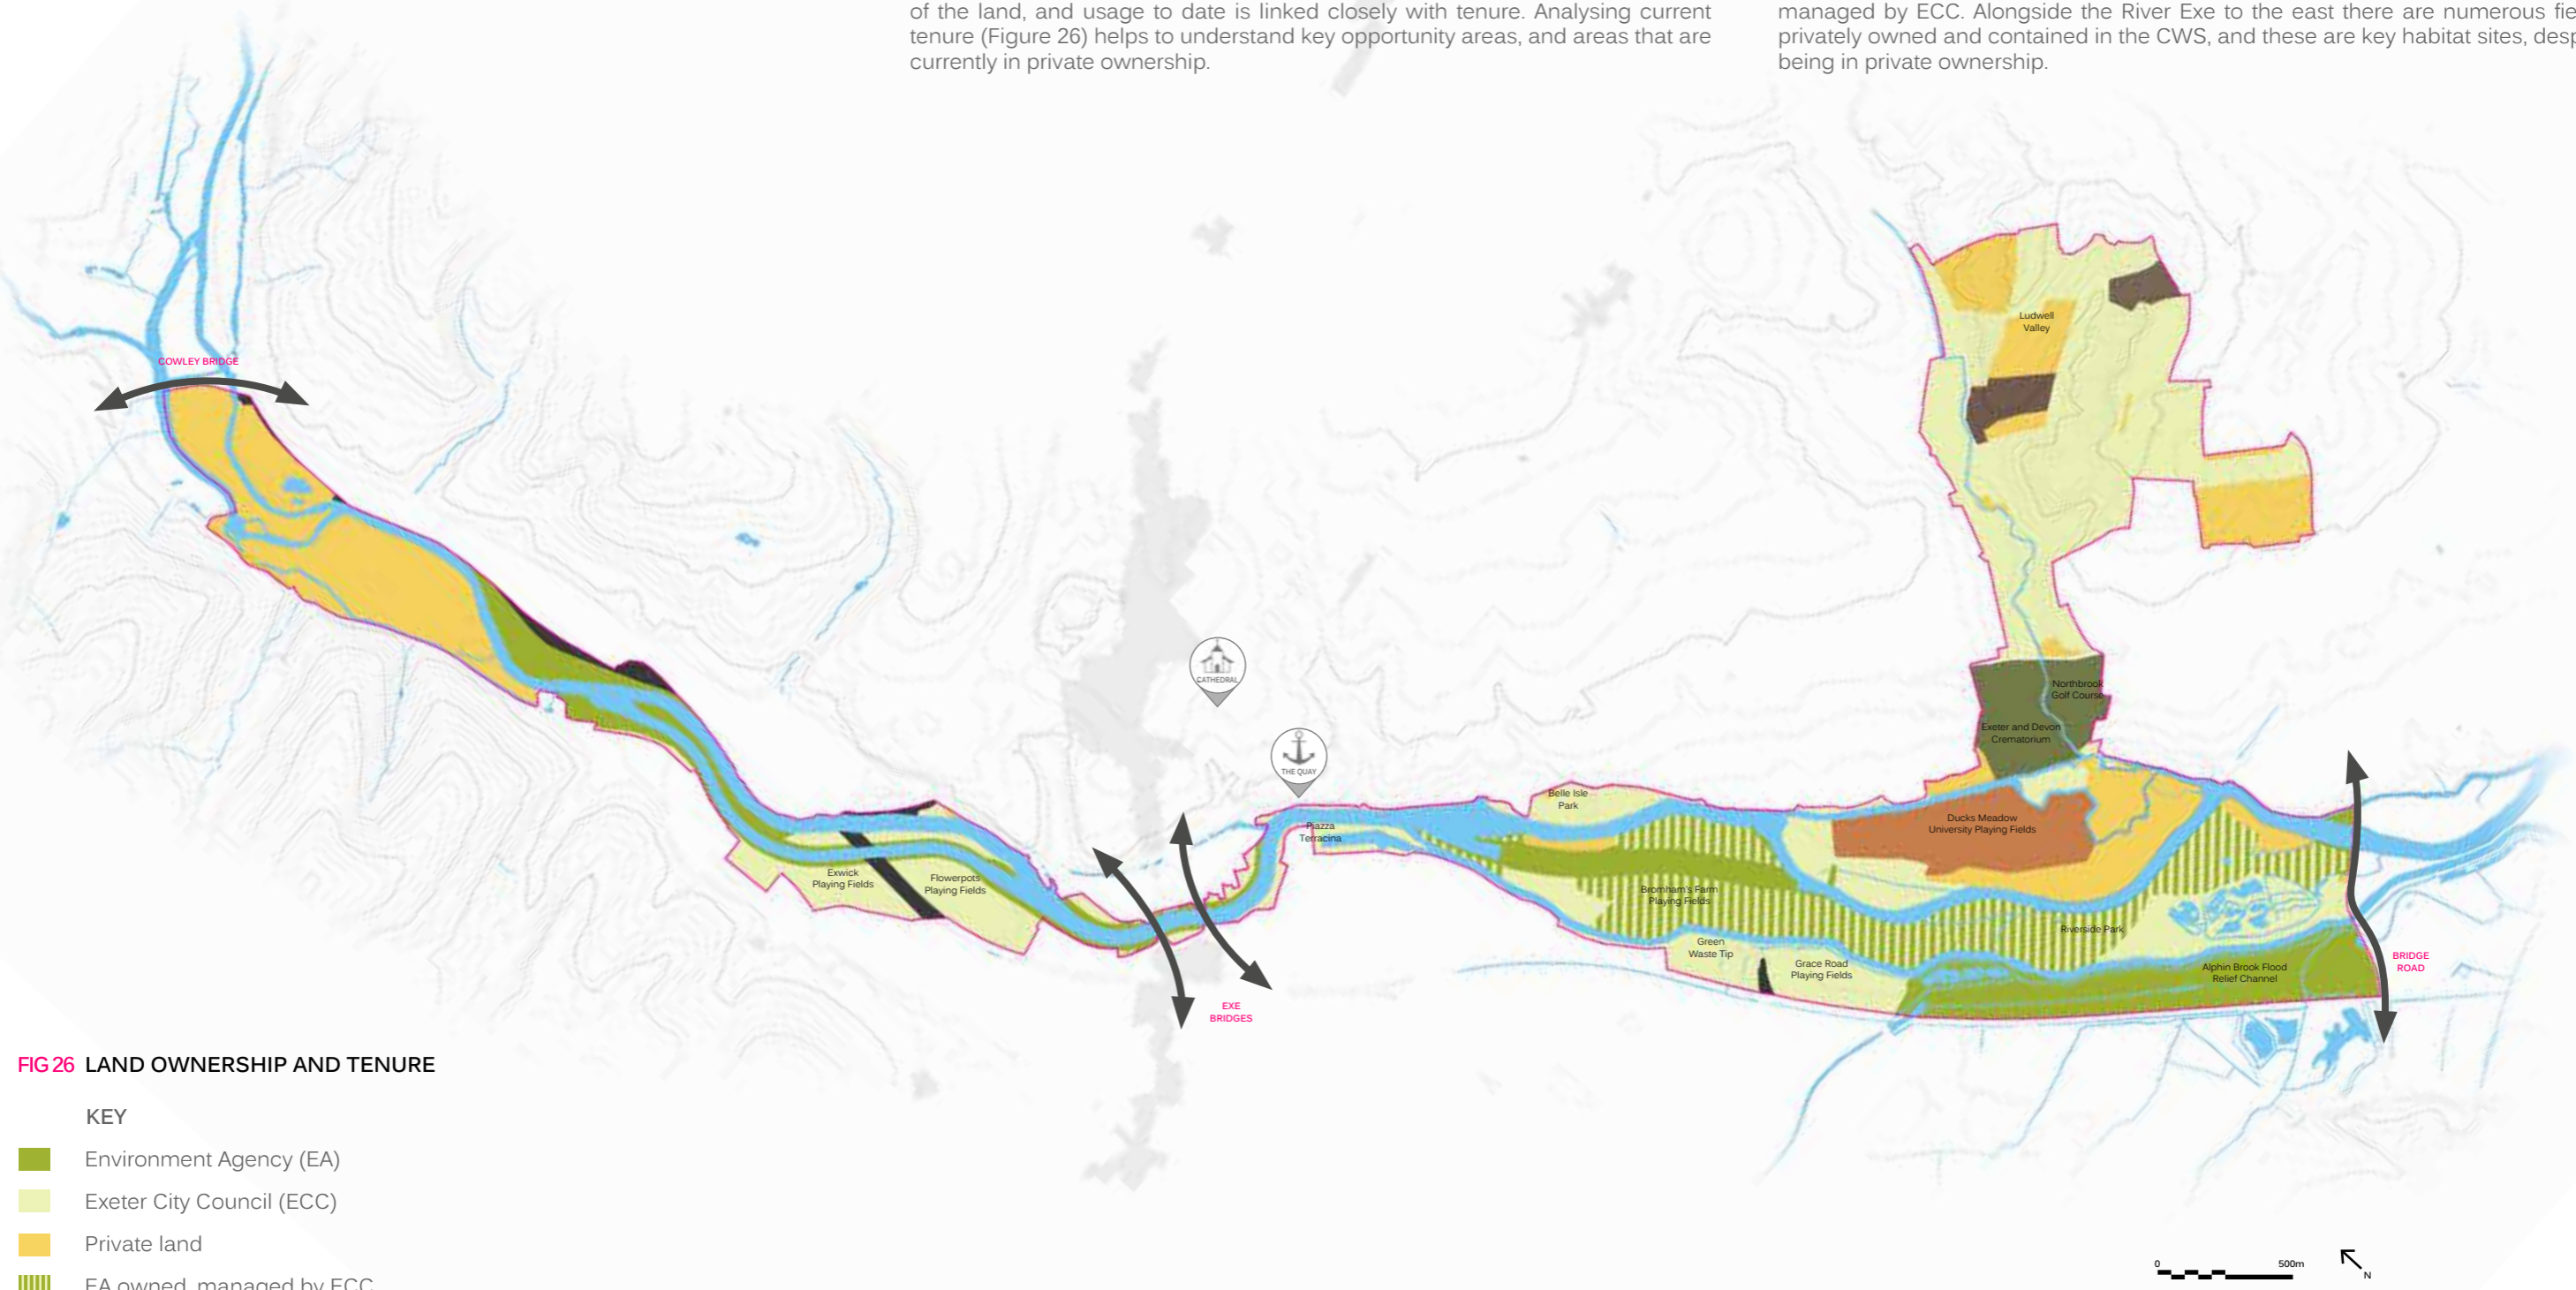 of the land, and usage to date is linked closely with tenure. Analysing current
tenure (Figure 26) helps to understand key opportunity areas, and areas that are
currently in private ownership.
managed by ECC. Alongside the River Exe to the east there are numerous
privately owned and contained in the CWS, and these are key habitat sites,
being in private ownership.
COWLEY BRIDGE
Ludwell
Valley
CATHEDRAL
THE QUAY
Northbrook
Golf Course
Exeter and Devon
Crematorium
Belle Isle
Park
Piazza
Terracina
Ducks Meadow
University Playing Fields
Exwick
Playing Fields
Flowerpots
Playing Fields
Bromham's Farm
Playing Fields
Riverside Park
Green
Waste Tip
Grace Road
Playing Fields
Alphin Brook Flood
Relief Channel
BRIDGE
ROAD
EXE
BRIDGES
FIG 26 LAND OWNERSHIP AND TENURE
KEY
Environment Agency (EA)
Exeter City Council (ECC)
Private land
EA owned, managed by ECC
0 500m
N